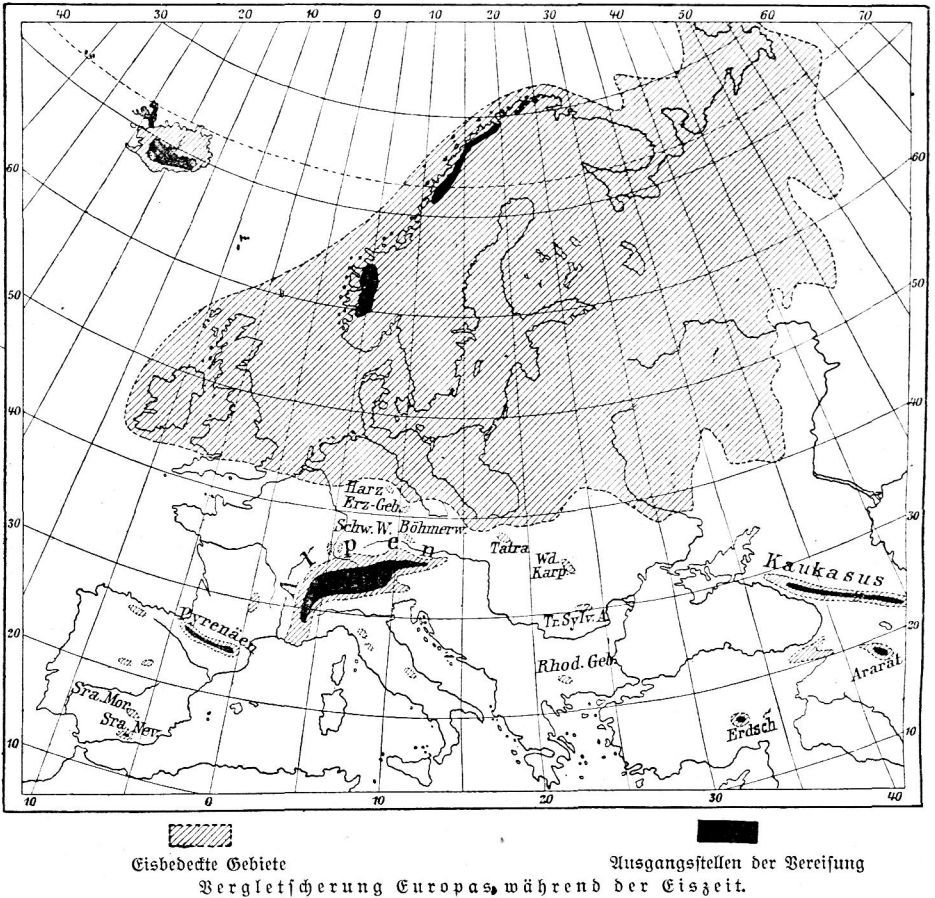 40 30 20 10 0 10 20 30 40 50 60 70
60
60
50
50
40
40
30
30
20
20
10
10
Harz
Erz-Geb.
Schw. W. Böhmerw.
Alpen
Tatra
Wd.
Karp.
Kaukasus
Pyrenäen
Tr. Sylv. A.
Rhod. Geb.
Ararat
Sra. Mor.
Sra. Nev.
Erdsch
10 0 10 20 30 40
Eisbedeckte Gebiete
Ausgangsstellen der Vereisung
Vergletscherung Europas während der Eiszeit.